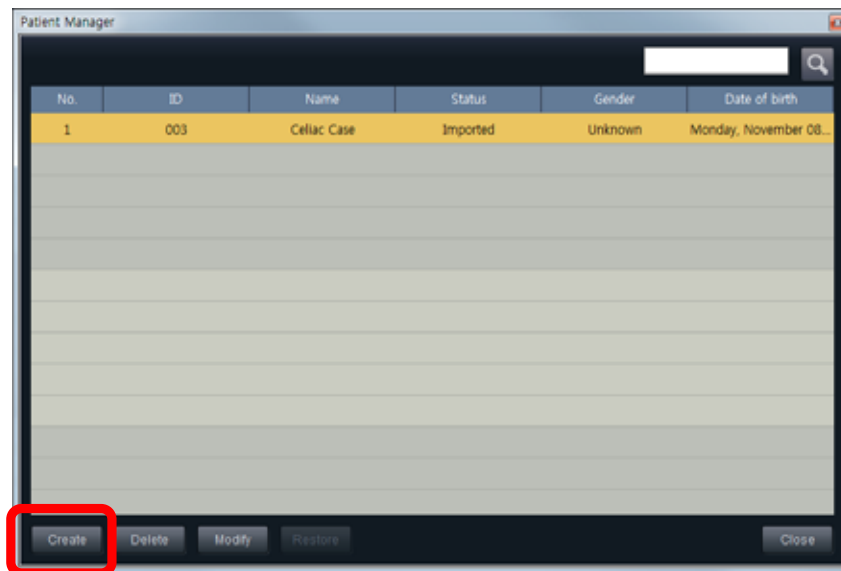 Patient Manager
No. ID Name Status Gender Date of birth
1 003 Celiac Case Imported Unknown Monday, November 08...
Create Delete Modify Restore Close